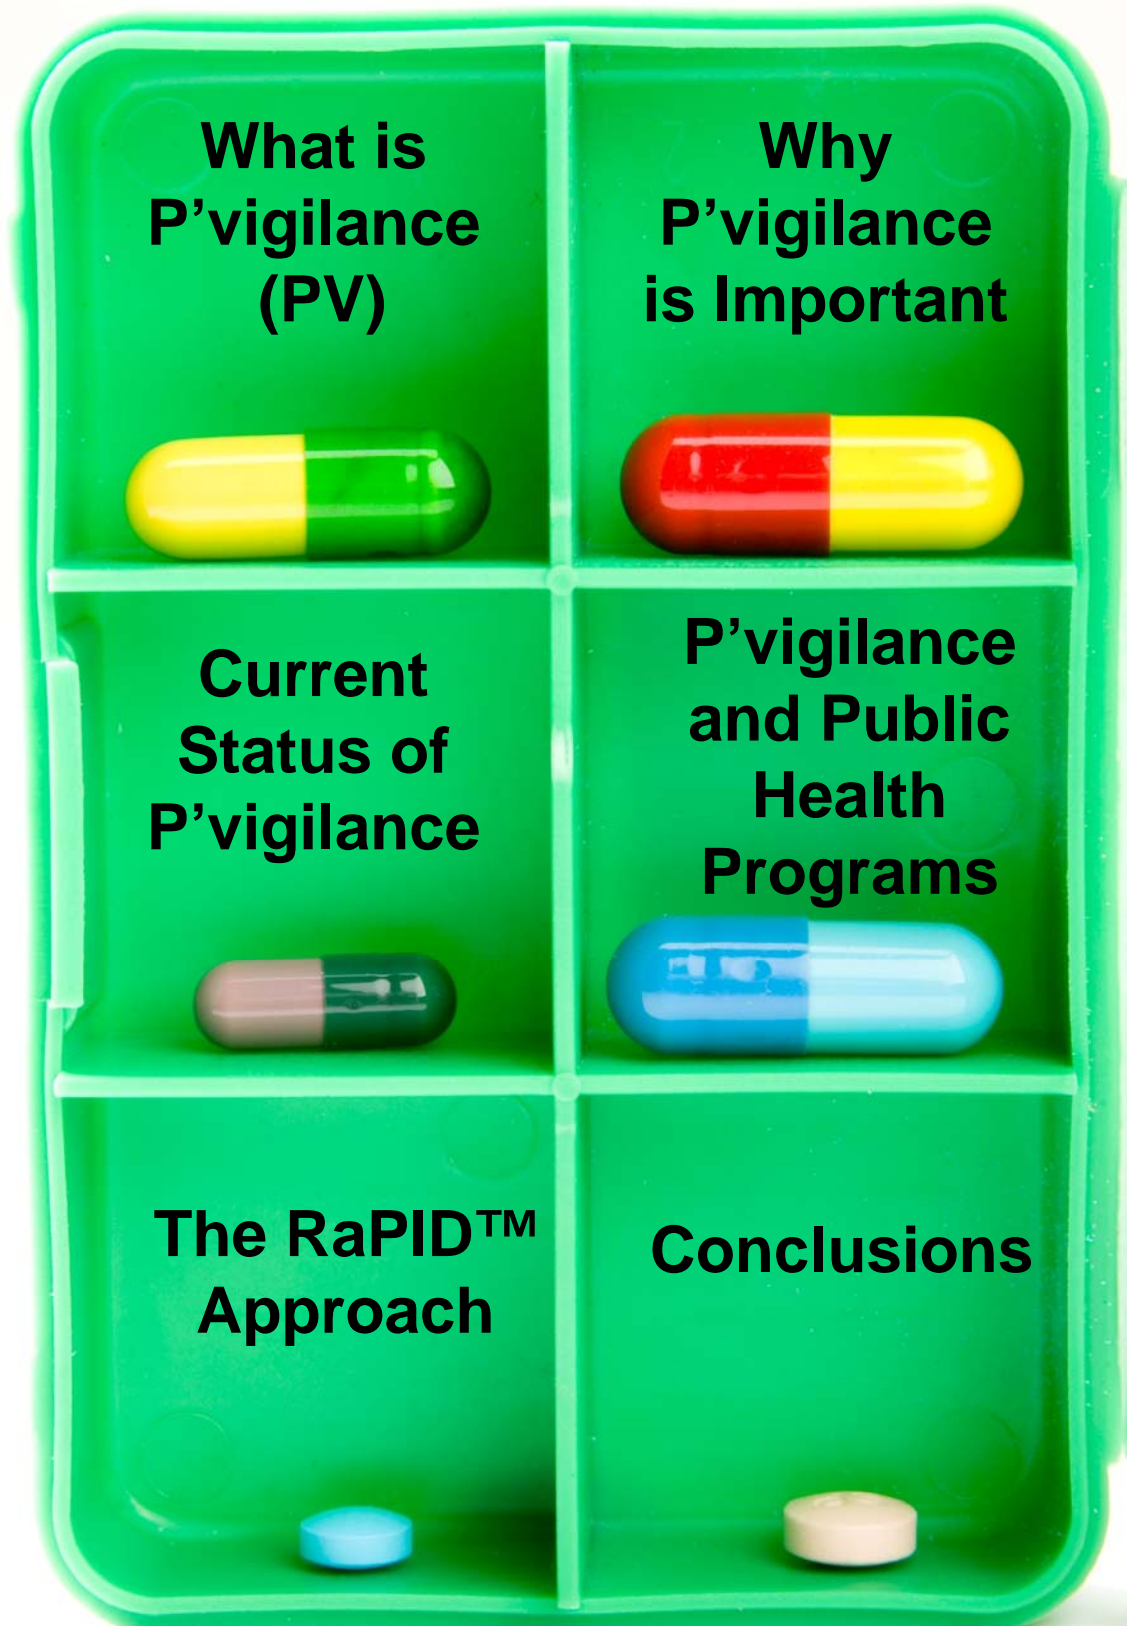 What is
P’vigilance
(PV)
Why
P’vigilance
is Important
Current
Status of
P’vigilance
P’vigilance
and Public
Health
Programs
The RaPID™
Approach
Conclusions